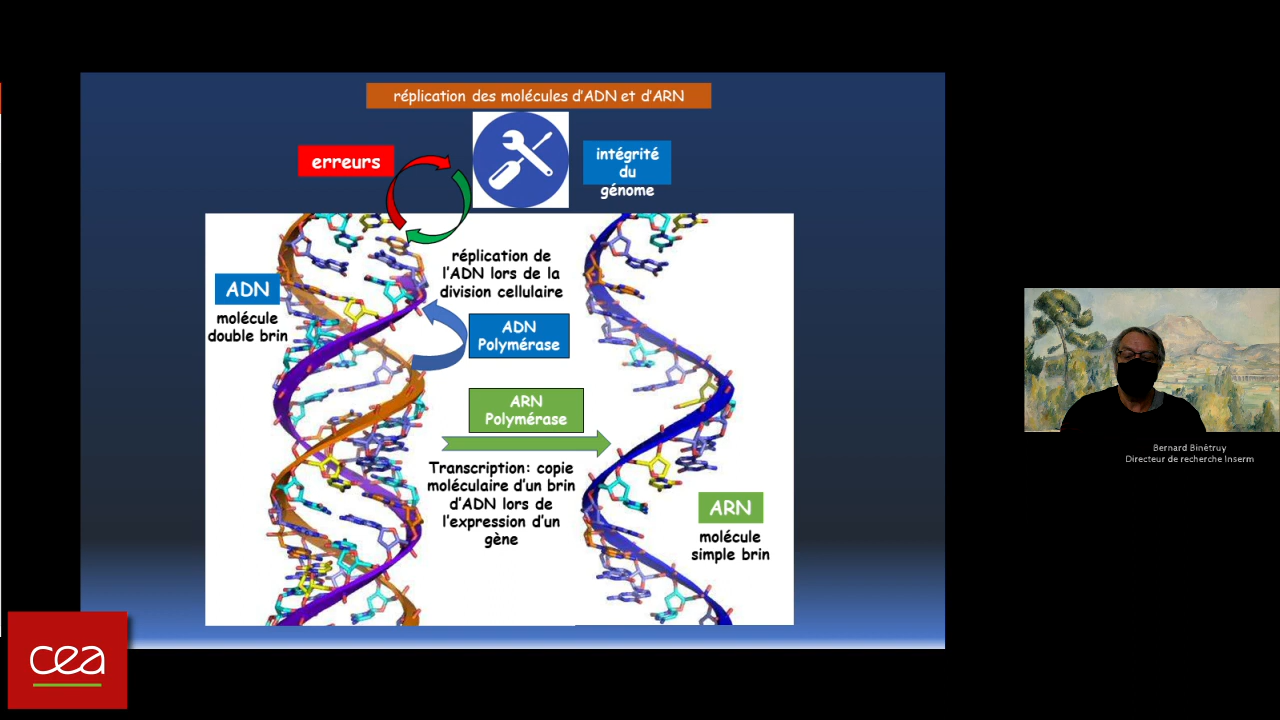 réplication des molécules d'ADN et d'ARN
erreurs
intégrité
du
génome
réplication de
l'ADN lors de la
division cellulaire
ADN
molécule
double brin
ADN
Polymérase
ARN
Polymérase
Transcription: copie
moléculaire d'un brin
d'ADN lors de
l'expression d'un
gène
ARN
molécule
simple brin
Bernard Binétruy
Directeur de recherche Inserm
cea